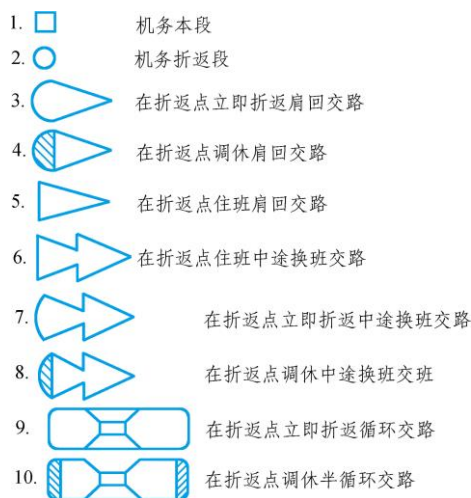 1. 机务本段
2. 机务折返段
3. 在折返点立即折返肩回交路
4. 在折返点调休肩回交路
5. 在折返点住班肩回交路
6. 在折返点住班中途换班交路
7. 在折返点立即折返中途换班交路
8. 在折返点调休中途换班交班
9. 在折返点立即折返循环交路
10. 在折返点调休半循环交路